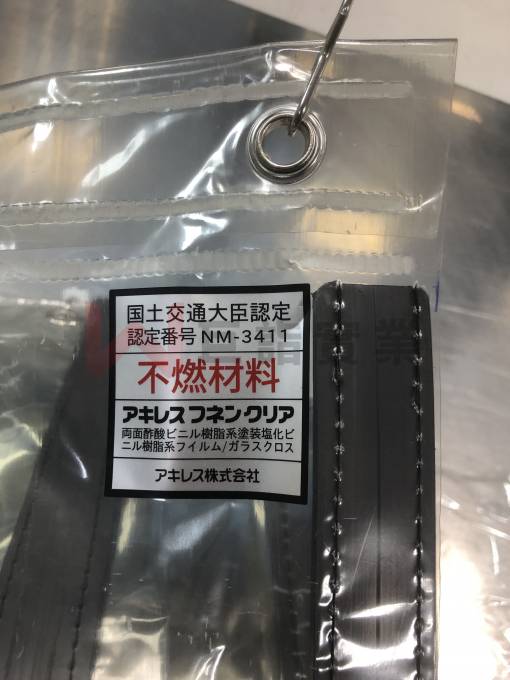 国土交通大臣認定
認定番号 NM-3411
不燃材料
アキレスフネン・クリア
両面酢酸ビニル樹脂系塗装塩化ビ
ニル樹脂系フイルム/ガラスクロス
アキレス株式会社